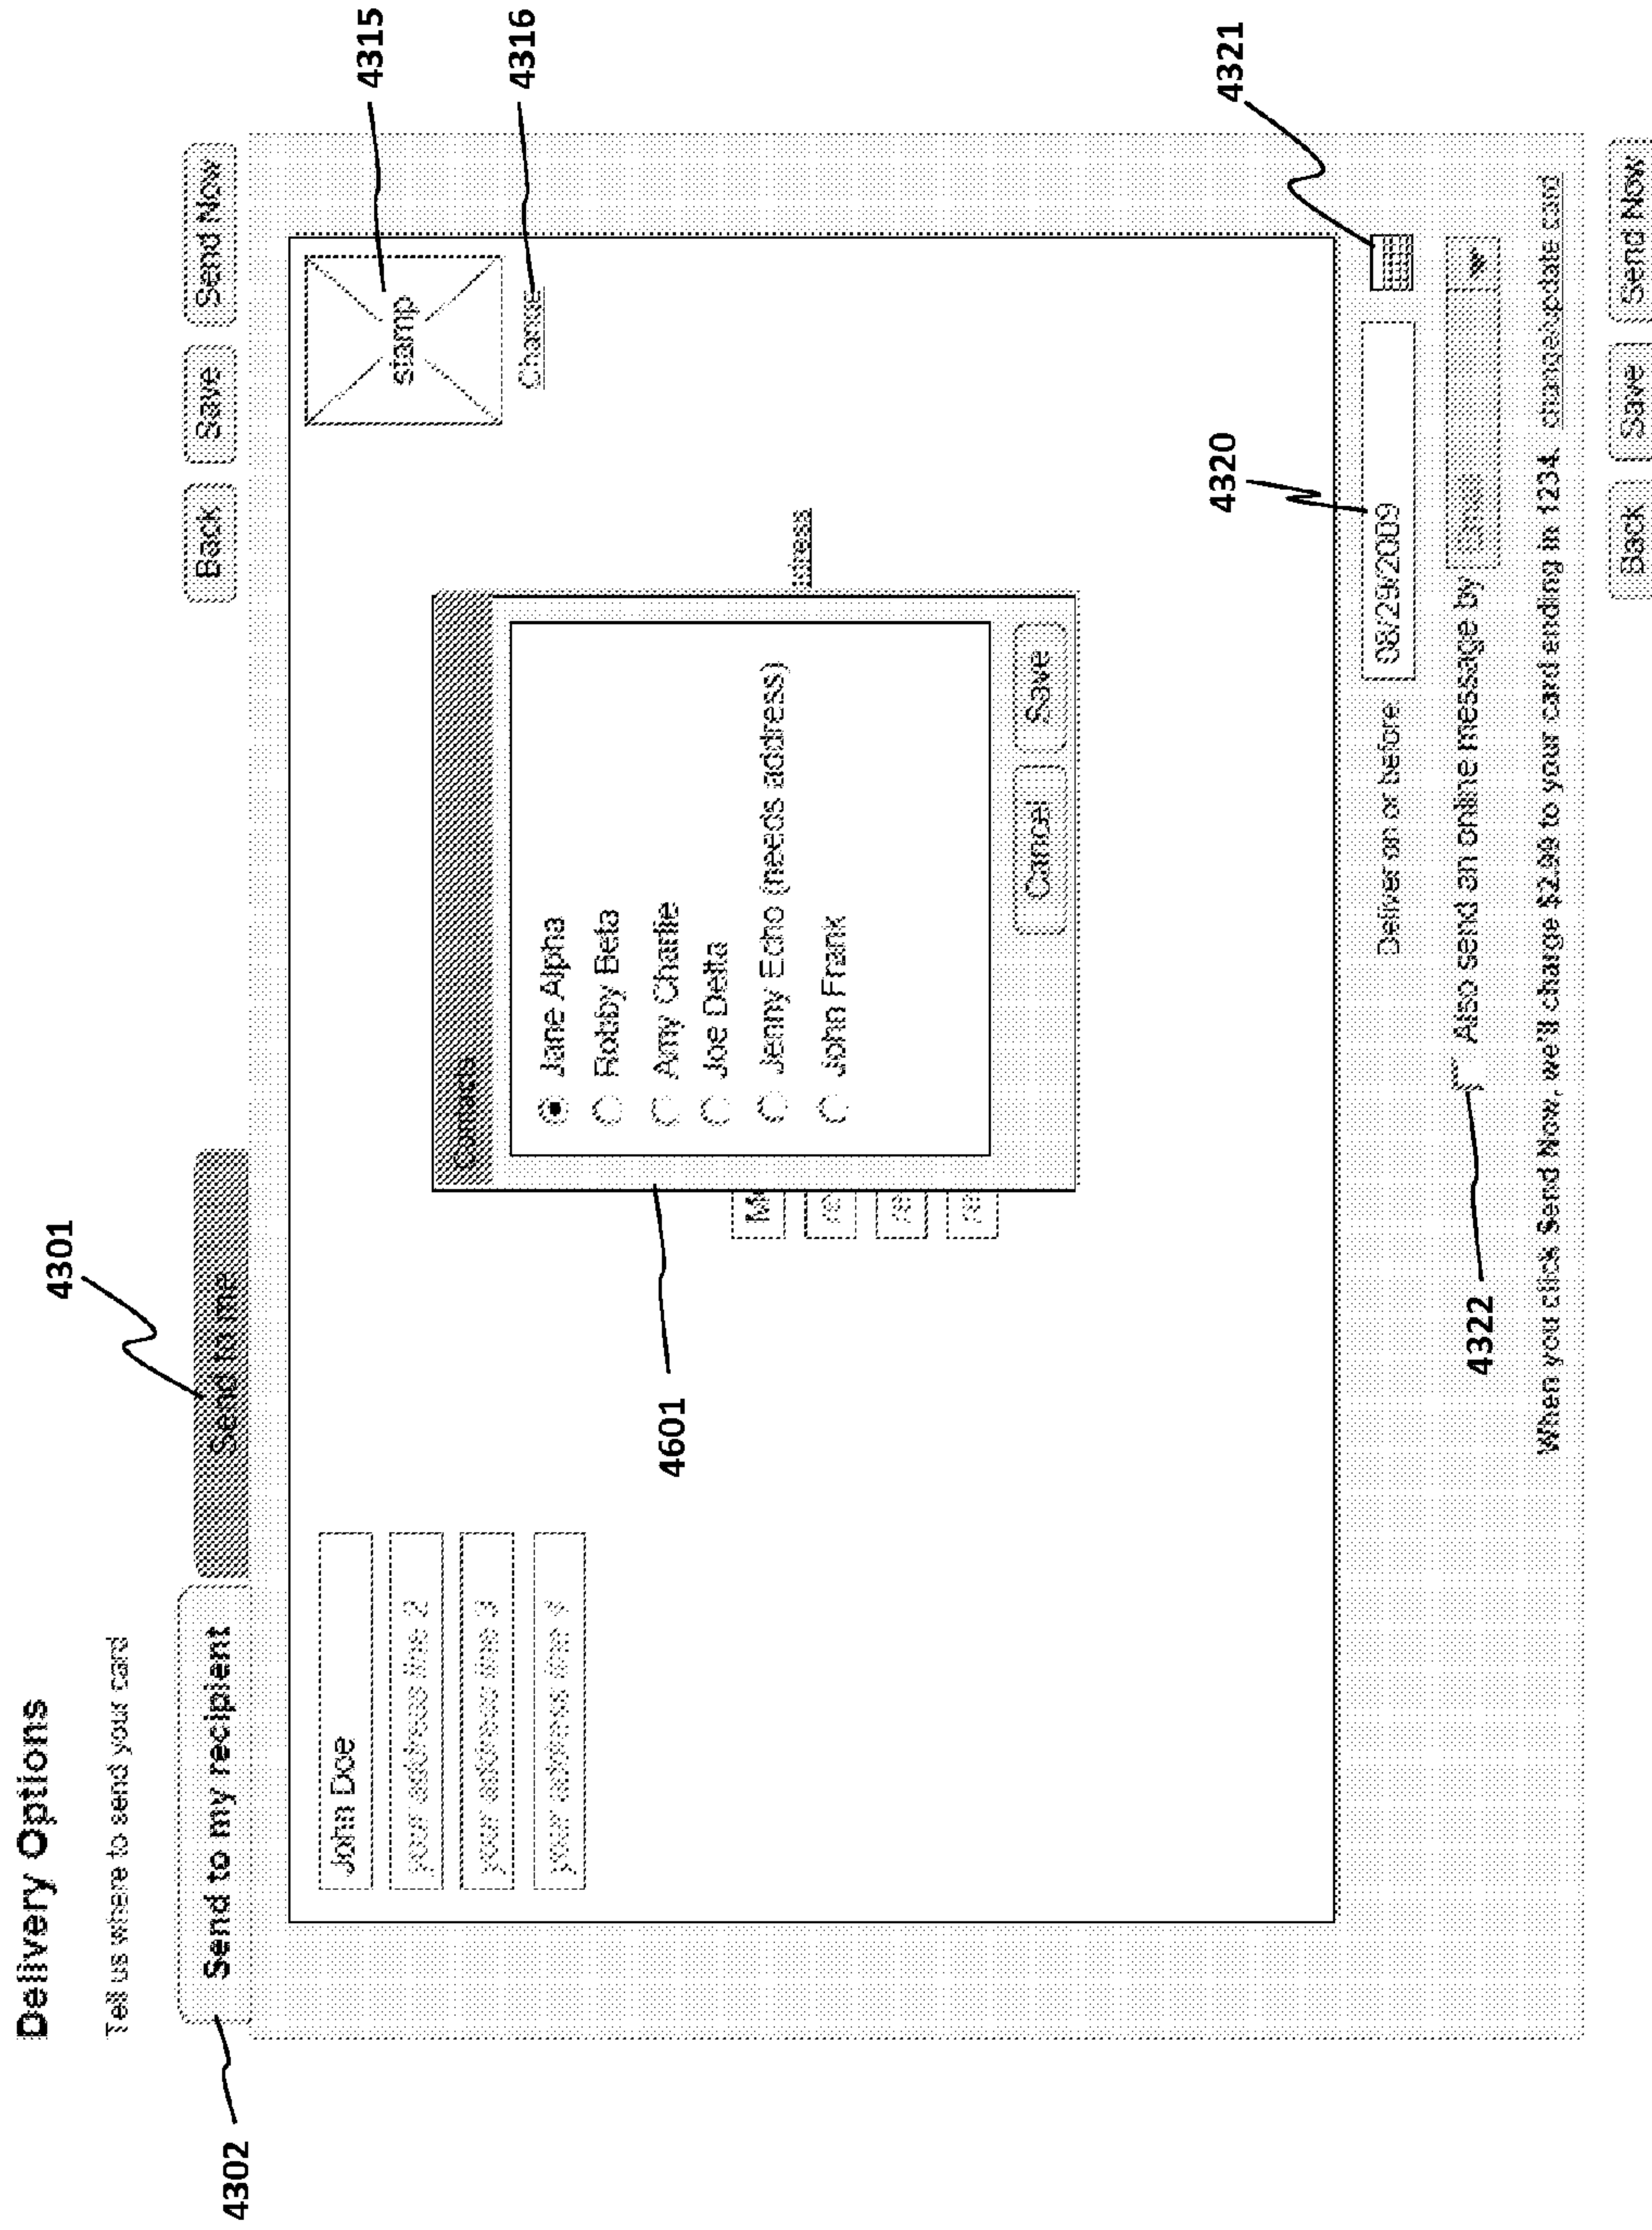 Delivery Options
Tell us where to send your card
4302
Send to my recipient
4301
Send to me
Back
Save
Send Now
John Doe
your address line 2
your address line 3
your address line 4
stamp
4315
Change
4316
4601
Contacts
Jane Alpha
Robby Beta
Amy Charlie
Joe Delta
Jenny Echo (needs address)
John Frank
Cancel
Save
dress
Deliver on or before
08/29/2009
4320
4321
4322
Also send an online message by
When you click Send Now, we'll charge $2.99 to your card ending in 1234. change/update card
Back
Save
Send Now